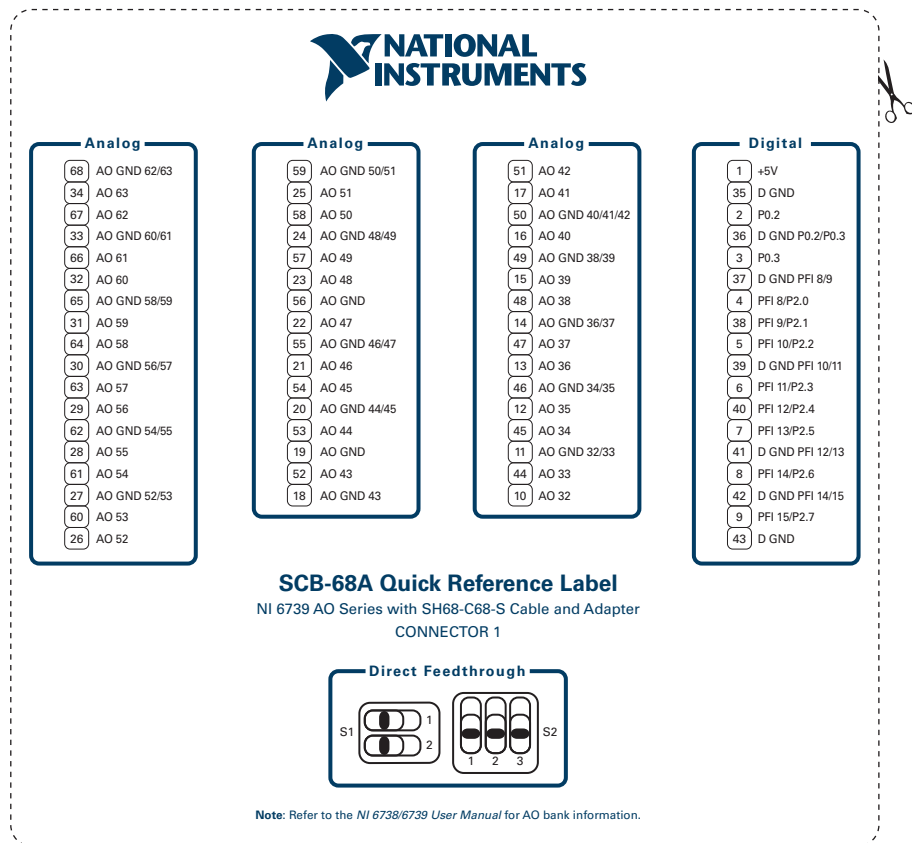 NATIONAL
INSTRUMENTS
Analog
68 AO GND 62/63
34 AO 63
67 AO 62
33 AO GND 60/61
66 AO 61
32 AO 60
65 AO GND 58/59
31 AO 59
64 AO 58
30 AO GND 56/57
63 AO 57
29 AO 56
62 AO GND 54/55
28 AO 55
61 AO 54
27 AO GND 52/53
60 AO 53
26 AO 52
Analog
59 AO GND 50/51
25 AO 51
58 AO 50
24 AO GND 48/49
57 AO 49
23 AO 48
56 AO GND
22 AO 47
55 AO GND 46/47
21 AO 46
54 AO 45
20 AO GND 44/45
53 AO 44
19 AO GND
52 AO 43
18 AO GND 43
Analog
51 AO 42
17 AO 41
50 AO GND 40/41/42
16 AO 40
49 AO GND 38/39
15 AO 39
48 AO 38
14 AO GND 36/37
47 AO 37
13 AO 36
46 AO GND 34/35
12 AO 35
45 AO 34
11 AO GND 32/33
44 AO 33
10 AO 32
Digital
1 +5V
35 D GND
2 P0.2
36 D GND P0.2/P0.3
3 P0.3
37 D GND PFI 8/9
4 PFI 8/P2.0
38 PFI 9/P2.1
5 PFI 10/P2.2
39 D GND PFI 10/11
6 PFI 11/P2.3
40 PFI 12/P2.4
7 PFI 13/P2.5
41 D GND PFI 12/13
8 PFI 14/P2.6
42 D GND PFI 14/15
9 PFI 15/P2.7
43 D GND
SCB-68A Quick Reference Label
NI 6739 AO Series with SH68-C68-S Cable and Adapter
CONNECTOR 1
Direct Feedthrough
S1 1 2
S2 1 2 3
Note: Refer to the NI 6738/6739 User Manual for AO bank information.